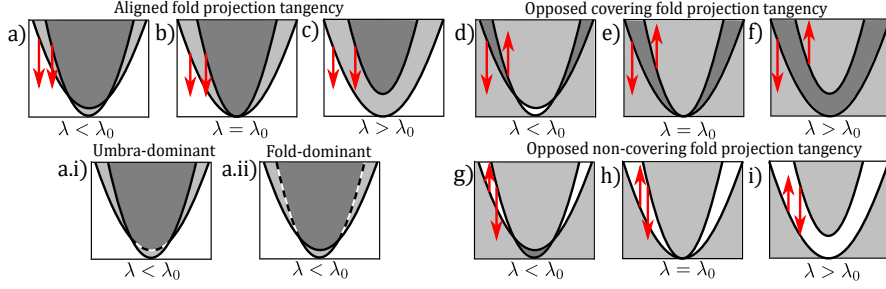 Aligned fold projection tangency
Opposed covering fold projection tangency
a) b) c) d) e) f)
λ < λ₀ λ = λ₀ λ > λ₀ λ < λ₀ λ = λ₀ λ > λ₀
Umbra-dominant Fold-dominant
Opposed non-covering fold projection tangency
a.i) a.ii) g) h) i)
λ < λ₀ λ < λ₀ λ < λ₀ λ = λ₀ λ > λ₀